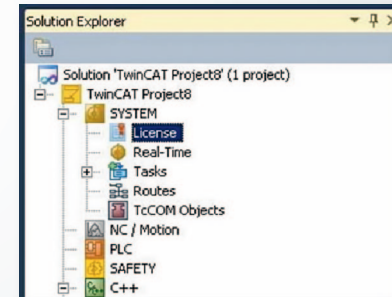 Solution Explorer
Solution 'TwinCAT Project8' (1 project)
TwinCAT Project8
SYSTEM
License
Real-Time
Tasks
Routes
TcCOM Objects
NC / Motion
PLC
SAFETY
C++